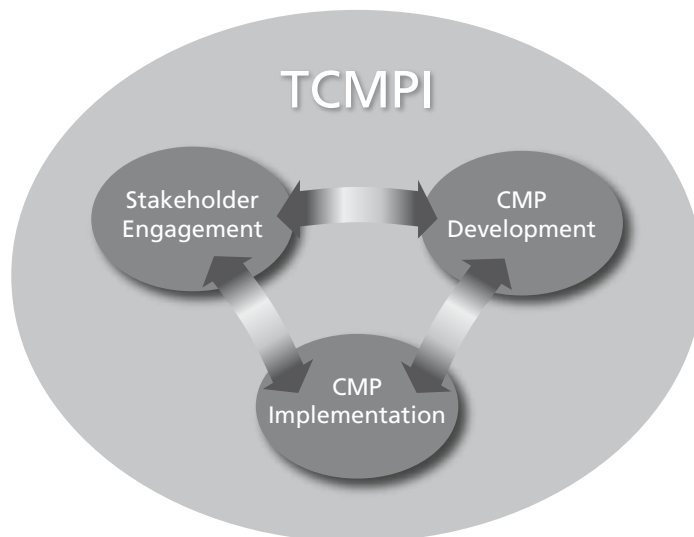 TCMPI
Stakeholder
Engagement
CMP
Development
CMP
Implementation